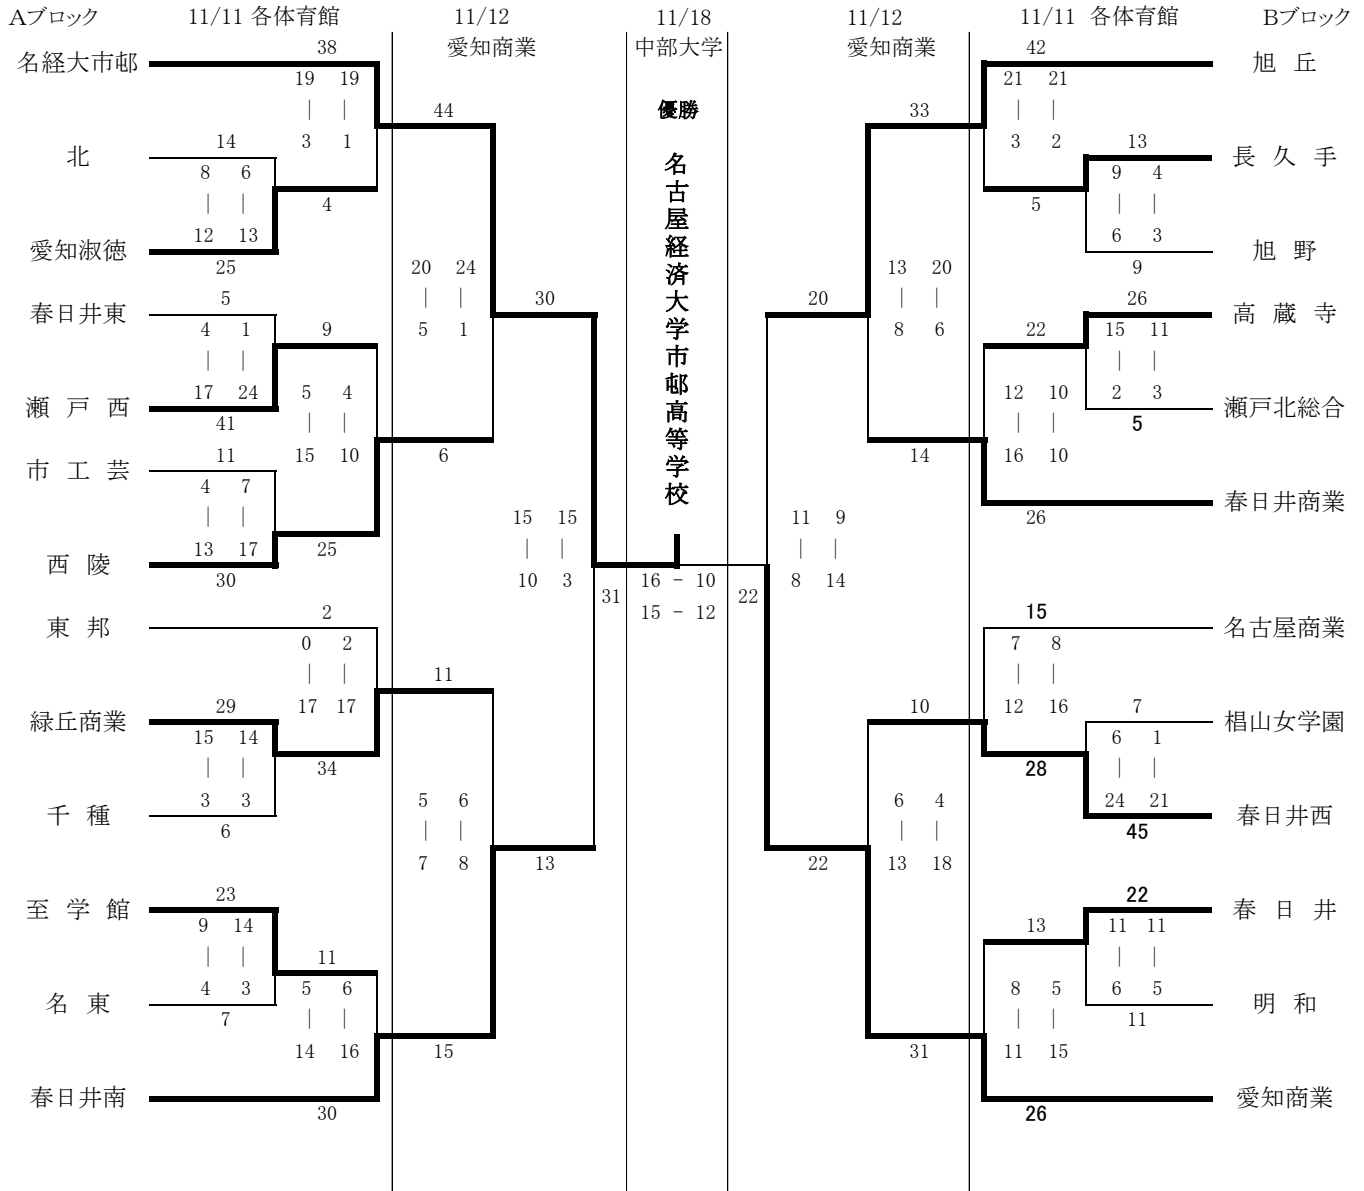 Aブロック 11/11 各体育館 11/12 11/18 11/12 11/11 各体育館 Bブロック
愛知商業 中部大学 愛知商業
38 42
名経大市邨 旭丘
19 19 21 21
| | | |
44 優勝 33
3 1 3 2
14 13
北 長久手
8 6 9 4
| | | |
4 5
12 13 6 3
愛知淑徳 旭野
25 9
名古屋経済大学市邨高等学校
20 24 13 20
| | | |
5 30 20 26
春日井東 高蔵寺
4 1 9 5 1 8 6 22 15 11
| | | |
17 24 5 4 12 10 2 3
瀬戸西 瀬戸北総合
41 | | | | 5
11 15 10 6 14 16 10
市工芸
4 7
| | 春日井商業
15 15 11 9 26
13 17 25 | | | |
西陵
30 10 3 16 - 10 8 14
31 15 - 12 22
2 15
東邦 名古屋商業
0 2 7 8
| | 11 | |
29 17 17 10 12 16 7
緑丘商業 椙山女学園
15 14 6 1
| | | |
34 28
3 3 5 6 6 4 24 21
千種 春日井西
6 | | | | 45
7 8 13 22 13 18
23 22
至学館 春日井
9 14 11 13 11 11
| | | |
4 3 5 6 8 5 6 5
名東 明和
7 | | | | 11
14 16 15 31 11 15
春日井南 愛知商業
30 26